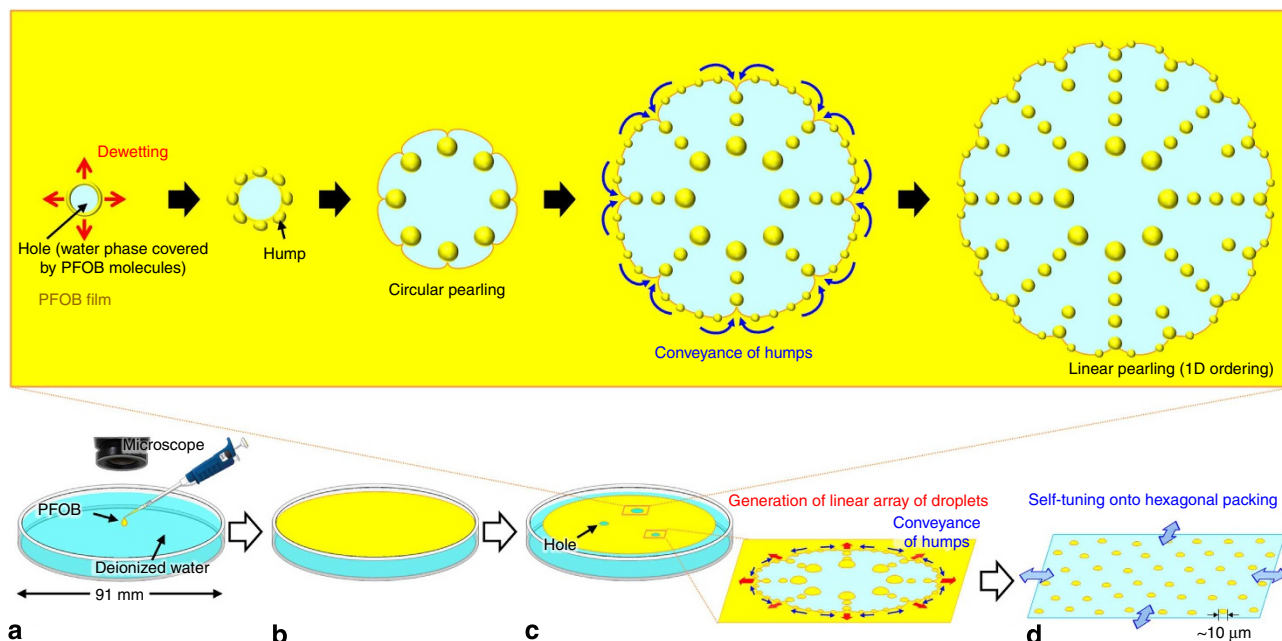 Dewetting
Hole (water phase covered
by PFOB molecules)
PFOB film
Hump
Circular pearling
Conveyance of humps
Linear pearling (1D ordering)
Microscope
PFOB
Deionized water
91 mm
Hole
Generation of linear array of droplets
Conveyance
of humps
Self-tuning onto hexagonal packing
~10 μm
a
b
c
d